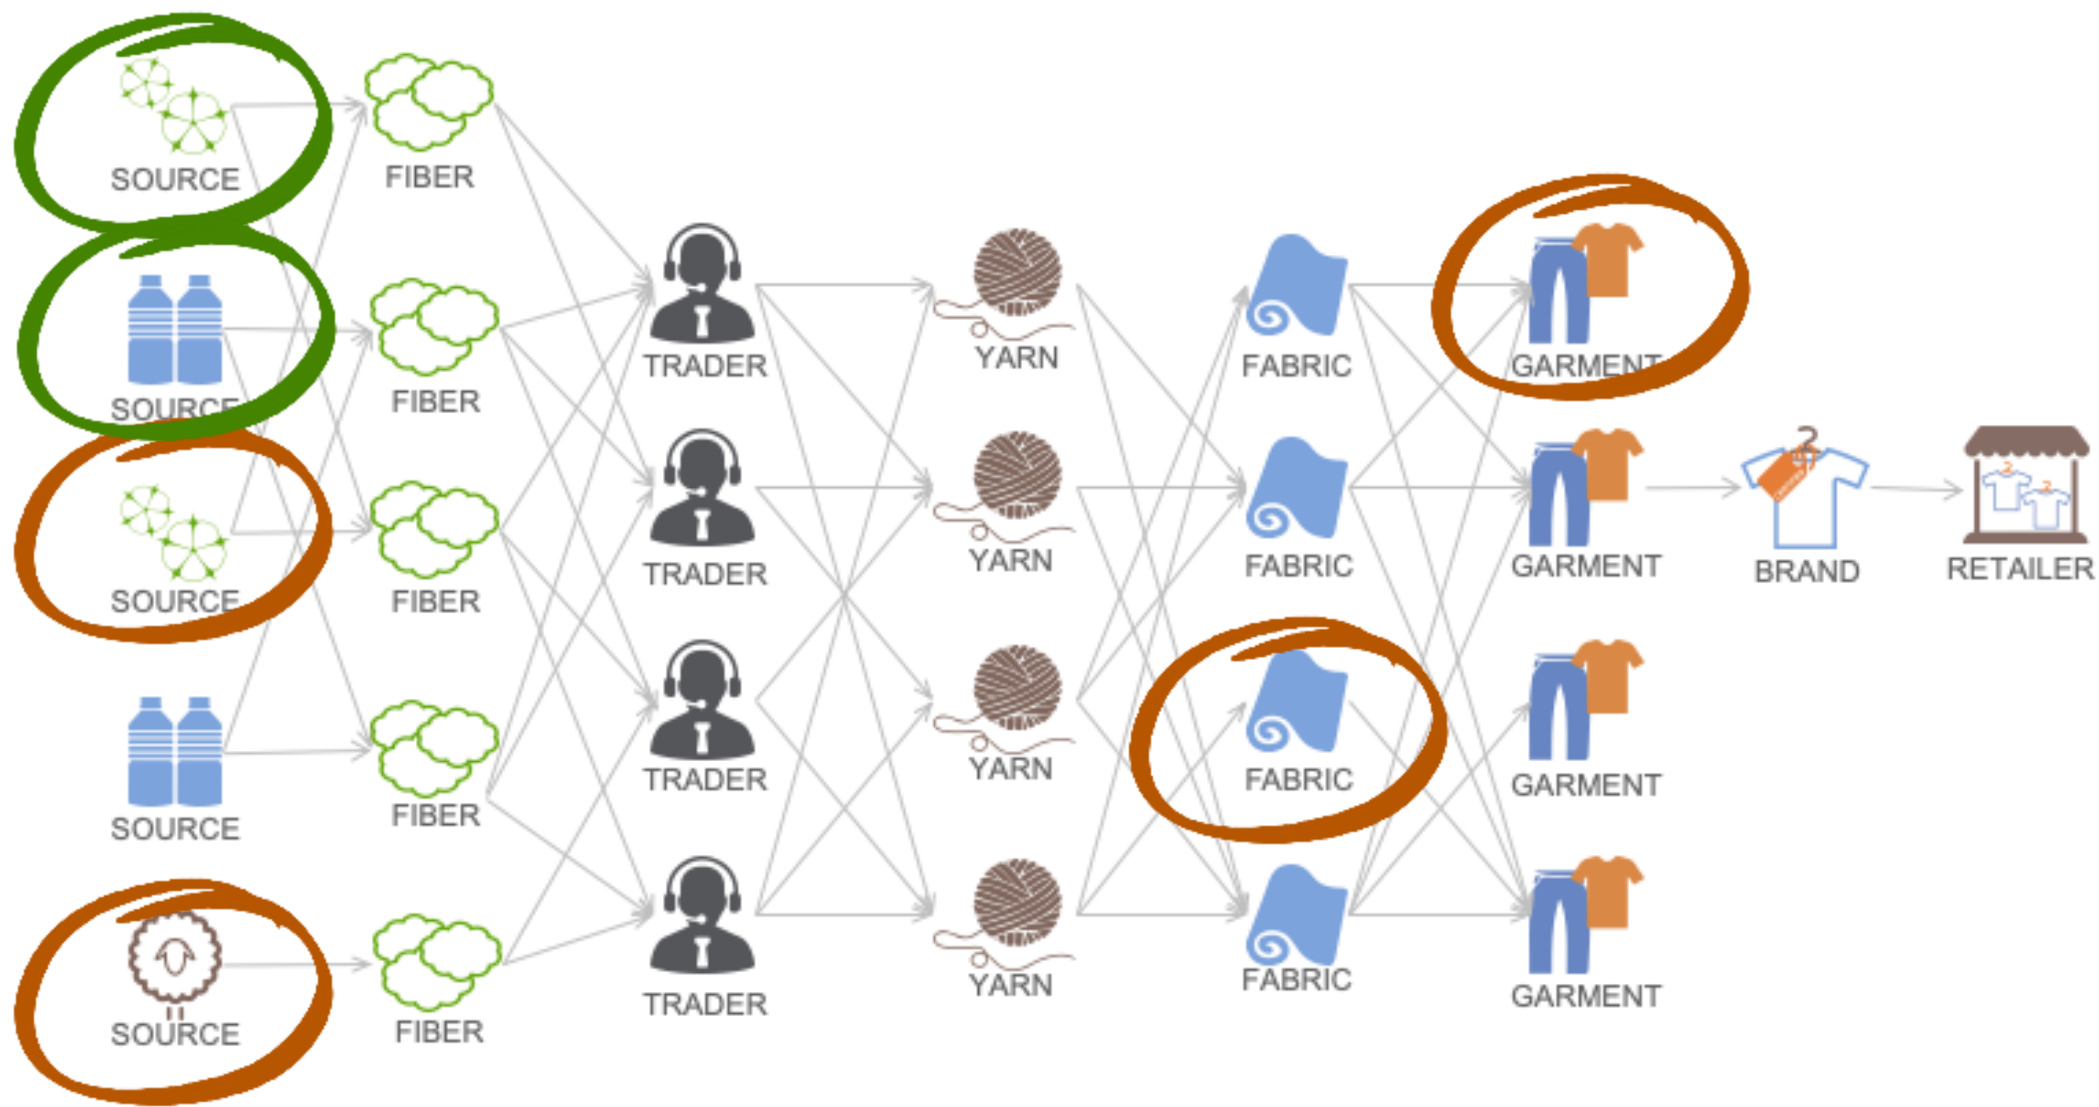 SOURCE
FIBER
SOURCE
FIBER
SOURCE
FIBER
SOURCE
FIBER
SOURCE
FIBER
TRADER
TRADER
TRADER
TRADER
YARN
YARN
YARN
YARN
FABRIC
FABRIC
FABRIC
FABRIC
GARMENT
GARMENT
GARMENT
GARMENT
BRAND
RETAILER